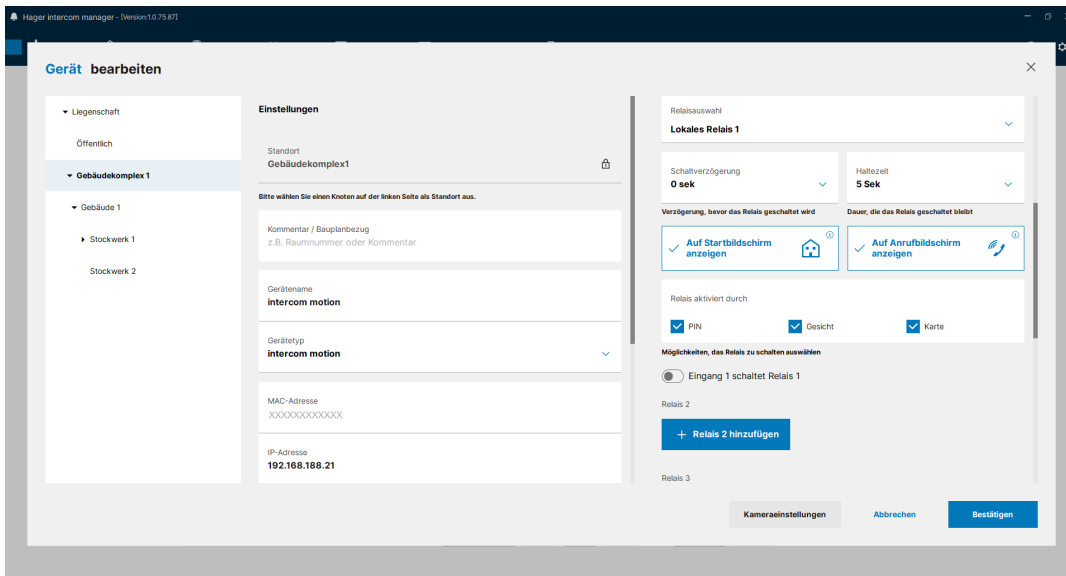 Hager intercom manager - [Version:1.0.75.87]
Gerät bearbeiten
Liegenschaft
Öffentlich
Gebäudekomplex 1
Gebäude 1
Stockwerk 1
Stockwerk 2
Einstellungen
Standort
Gebäudekomplex1
Bitte wählen Sie einen Knoten auf der linken Seite als Standort aus.
Kommentar / Bauplanbezug
z.B. Raumnummer oder Kommentar
Gerätename
intercom motion
Gerätetyp
intercom motion
MAC-Adresse
XXXXXXXXXXXX
IP-Adresse
192.168.188.21
Relaisauswahl
Lokales Relais 1
Schaltverzögerung
0 sek
Haltezeit
5 Sek
Verzögerung, bevor das Relais geschaltet wird
Dauer, die das Relais geschaltet bleibt
Auf Startbildschirm
anzeigen
Auf Anrufbildschirm
anzeigen
Relais aktiviert durch
PIN
Gesicht
Karte
Möglichkeiten, das Relais zu schalten auswählen
Eingang 1 schaltet Relais 1
Relais 2
+ Relais 2 hinzufügen
Relais 3
Kameraeinstellungen
Abbrechen
Bestätigen